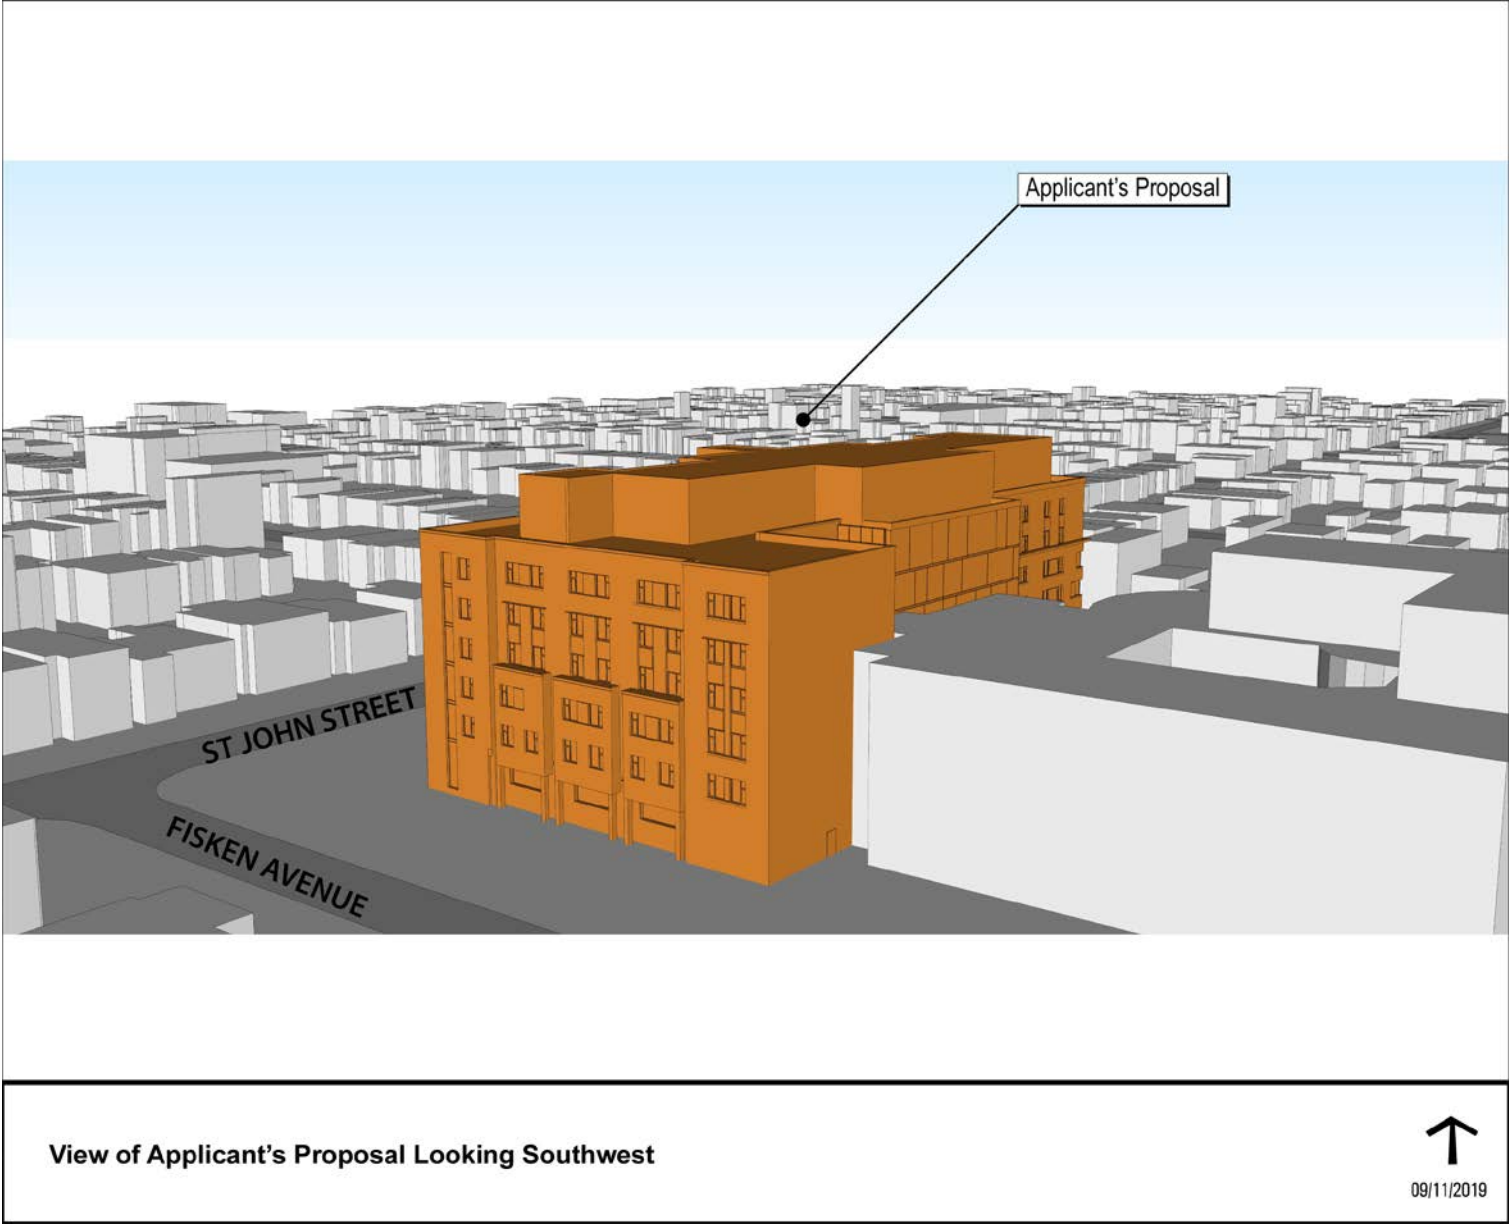 Applicant’s Proposal
ST JOHN STREET
FISKEN AVENUE
View of Applicant’s Proposal Looking Southwest
09/11/2019